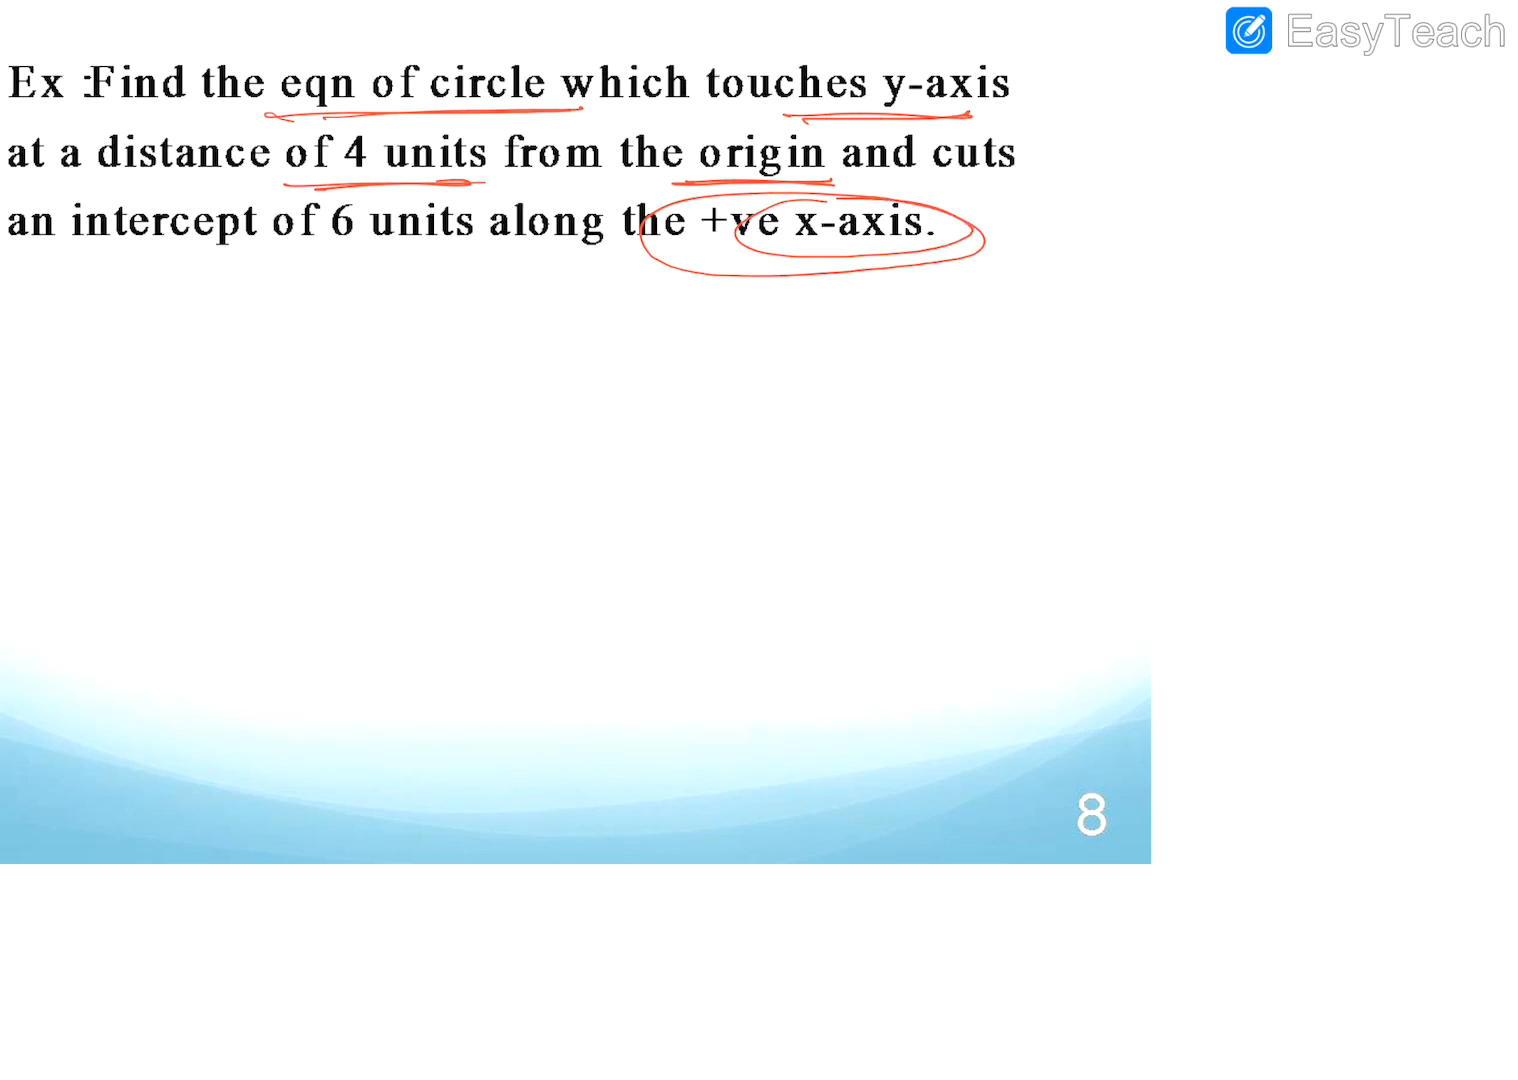 EasyTeach
Ex :Find the eqn of circle which touches y-axis
at a distance of 4 units from the origin and cuts
an intercept of 6 units along the +ve x-axis.
8